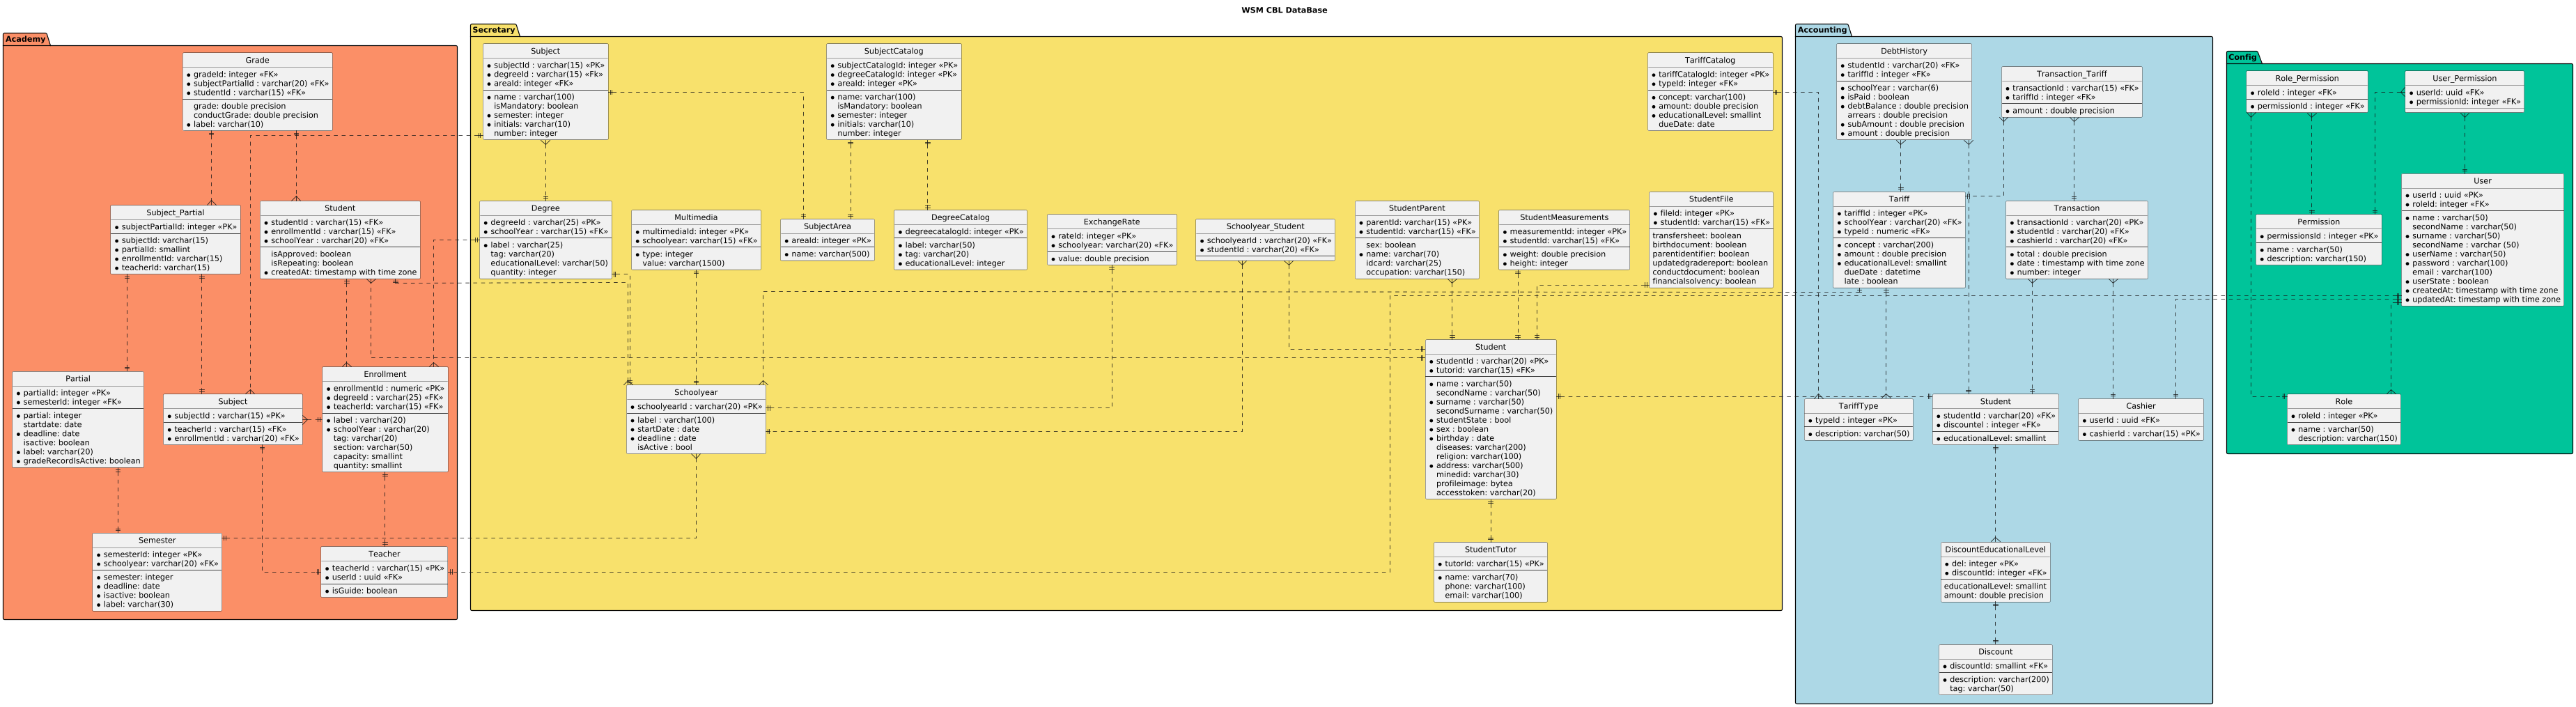 WSM CBL DataBase
Academy
Grade
gradeId: integer «FK»
subjectPartialId : varchar(20) «FK»
studentId : varchar(15) «FK»
grade: double precision
conductGrade: double precision
label: varchar(10)
Subject_Partial
subjectPartialId: integer «PK»
subjectId: varchar(15)
partialId: smallint
enrollmentId: varchar(15)
teacherId: varchar(15)
Student
studentId : varchar(15) «FK»
enrollmentId : varchar(15) «FK»
schoolYear : varchar(20) «FK»
isApproved: boolean
isRepeating: boolean
createdAt: timestamp with time zone
Partial
partialId: integer «PK»
semesterId: integer «FK»
partial: integer
startdate: date
deadline: date
isactive: boolean
label: varchar(20)
gradeRecordIsActive: boolean
Subject
subjectId : varchar(15) «PK»
teacherId : varchar(15) «FK»
enrollmentId : varchar(20) «FK»
Enrollment
enrollmentId : numeric «PK»
degreeId : varchar(25) «FK»
teacherId : varchar(15) «FK»
label : varchar(20)
schoolYear : varchar(20)
tag: varchar(20)
section: varchar(50)
capacity: smallint
quantity: smallint
Semester
semesterId: integer «PK»
schoolyear: varchar(20) «FK»
semester: integer
deadline: date
isactive: boolean
label: varchar(30)
Teacher
teacherId : varchar(15) «PK»
userId : uuid «FK»
isGuide: boolean
Secretary
Subject
subjectId : varchar(15) «PK»
degreeId : varchar(15) «Fk»
areaId: integer «FK»
name : varchar(100)
isMandatory: boolean
semester: integer
initials: varchar(10)
number: integer
SubjectCatalog
subjectCatalogId: integer «PK»
degreeCatalogId: integer «PK»
areaId: integer «PK»
name: varchar(100)
isMandatory: boolean
semester: integer
initials: varchar(10)
number: integer
TariffCatalog
tariffCatalogId: integer «PK»
typeId: integer «FK»
concept: varchar(100)
amount: double precision
educationalLevel: smallint
dueDate: date
Degree
degreeId : varchar(25) «PK»
schoolYear : varchar(15) «FK»
label : varchar(25)
tag: varchar(20)
educationalLevel: varchar(50)
quantity: integer
Multimedia
multimediaId: integer «PK»
schoolyear: varchar(15) «FK»
type: integer
value: varchar(1500)
SubjectArea
areaId: integer «PK»
name: varchar(500)
DegreeCatalog
degreecatalogId: integer «PK»
label: varchar(50)
tag: varchar(20)
educationalLevel: integer
ExchangeRate
rateId: integer «PK»
schoolyear: varchar(20) «FK»
value: double precision
Schoolyear_Student
schoolyearId : varchar(20) «FK»
studentId : varchar(20) «FK»
StudentParent
parentId: varchar(15) «PK»
studentId: varchar(15) «FK»
sex: boolean
name: varchar(70)
idcard: varchar(25)
occupation: varchar(150)
StudentMeasurements
measurementId: integer «PK»
studentId: varchar(15) «FK»
weight: double precision
height: integer
StudentFile
fileId: integer «PK»
studentId: varchar(15) «FK»
transfersheet: boolean
birthdocument: boolean
parentidentifier: boolean
updatedgradereport: boolean
conductdocument: boolean
financialsolvency: boolean
Schoolyear
schoolyearId : varchar(20) «PK»
label : varchar(100)
startDate : date
deadline : date
isActive : bool
Student
studentId : varchar(20) «PK»
tutorid: varchar(15) «FK»
name : varchar(50)
secondName : varchar(50)
surname : varchar(50)
secondSurname : varchar(50)
studentState : bool
sex : boolean
birthday : date
diseases: varchar(200)
religion: varchar(100)
address: varchar(500)
minedid: varchar(30)
profileimage: bytea
accesstoken: varchar(20)
StudentTutor
tutorId: varchar(15) «PK»
name: varchar(70)
phone: varchar(100)
email: varchar(100)
Accounting
DebtHistory
studentId : varchar(20) «FK»
tariffId : integer «FK»
schoolYear : varchar(6)
isPaid : boolean
debtBalance : double precision
arrears : double precision
subAmount : double precision
amount : double precision
Transaction_Tariff
transactionId : varchar(15) «FK»
tariffId : integer «FK»
amount : double precision
Tariff
tariffId : integer «PK»
schoolYear : varchar(20) «FK»
typeId : numeric «FK»
concept : varchar(200)
amount : double precision
educationalLevel: smallint
dueDate : datetime
late : boolean
Transaction
transactionId : varchar(20) «PK»
studentId : varchar(20) «FK»
cashierId : varchar(20) «FK»
total : double precision
date : timestamp with time zone
number: integer
TariffType
typeId : integer «PK»
description: varchar(50)
Student
studentId : varchar(20) «FK»
discounteI : integer «FK»
educationalLevel: smallint
Cashier
userId : uuid «FK»
cashierId : varchar(15) «PK»
DiscountEducationalLevel
del: integer «PK»
discountId: integer «FK»
educationalLevel: smallint
amount: double precision
Discount
discountId: smallint «FK»
description: varchar(200)
tag: varchar(50)
Config
Role_Permission
roleId : integer «FK»
permissionId : integer «FK»
User_Permission
userId: uuid «FK»
permissionId: integer «FK»
Permission
permissionsId : integer «PK»
name : varchar(50)
description: varchar(150)
User
userId : uuid «PK»
roleId: integer «FK»
name : varchar(50)
secondName : varchar(50)
surname : varchar(50)
secondName : varchar (50)
userName : varchar(50)
password : varchar(100)
email : varchar(100)
userState : boolean
createdAt: timestamp with time zone
updatedAt: timestamp with time zone
Role
roleId : integer «PK»
name : varchar(50)
description: varchar(150)